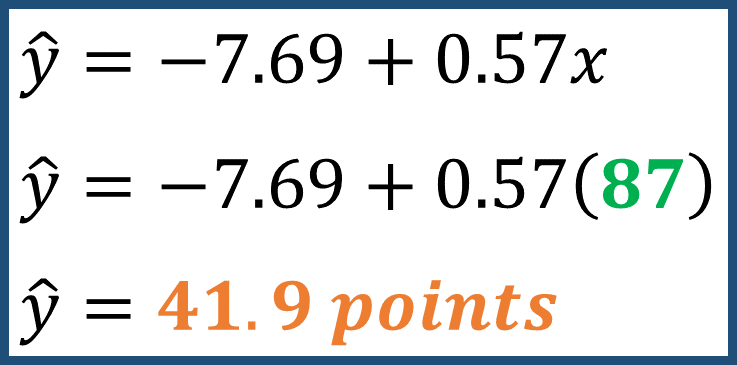 ŷ = −7.69 + 0.57x
ŷ = −7.69 + 0.57(87)
ŷ = 41.9 points